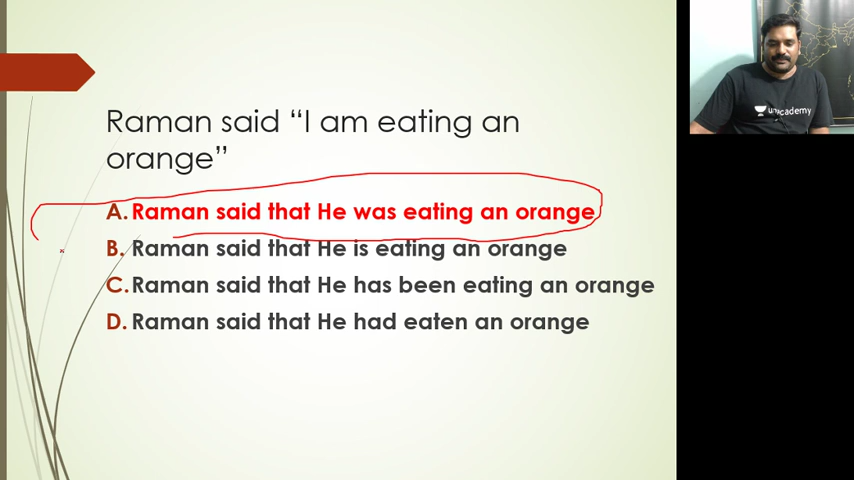 Raman said “I am eating an
orange”
A. Raman said that He was eating an orange
B. Raman said that He is eating an orange
C. Raman said that He has been eating an orange
D. Raman said that He had eaten an orange
unacademy